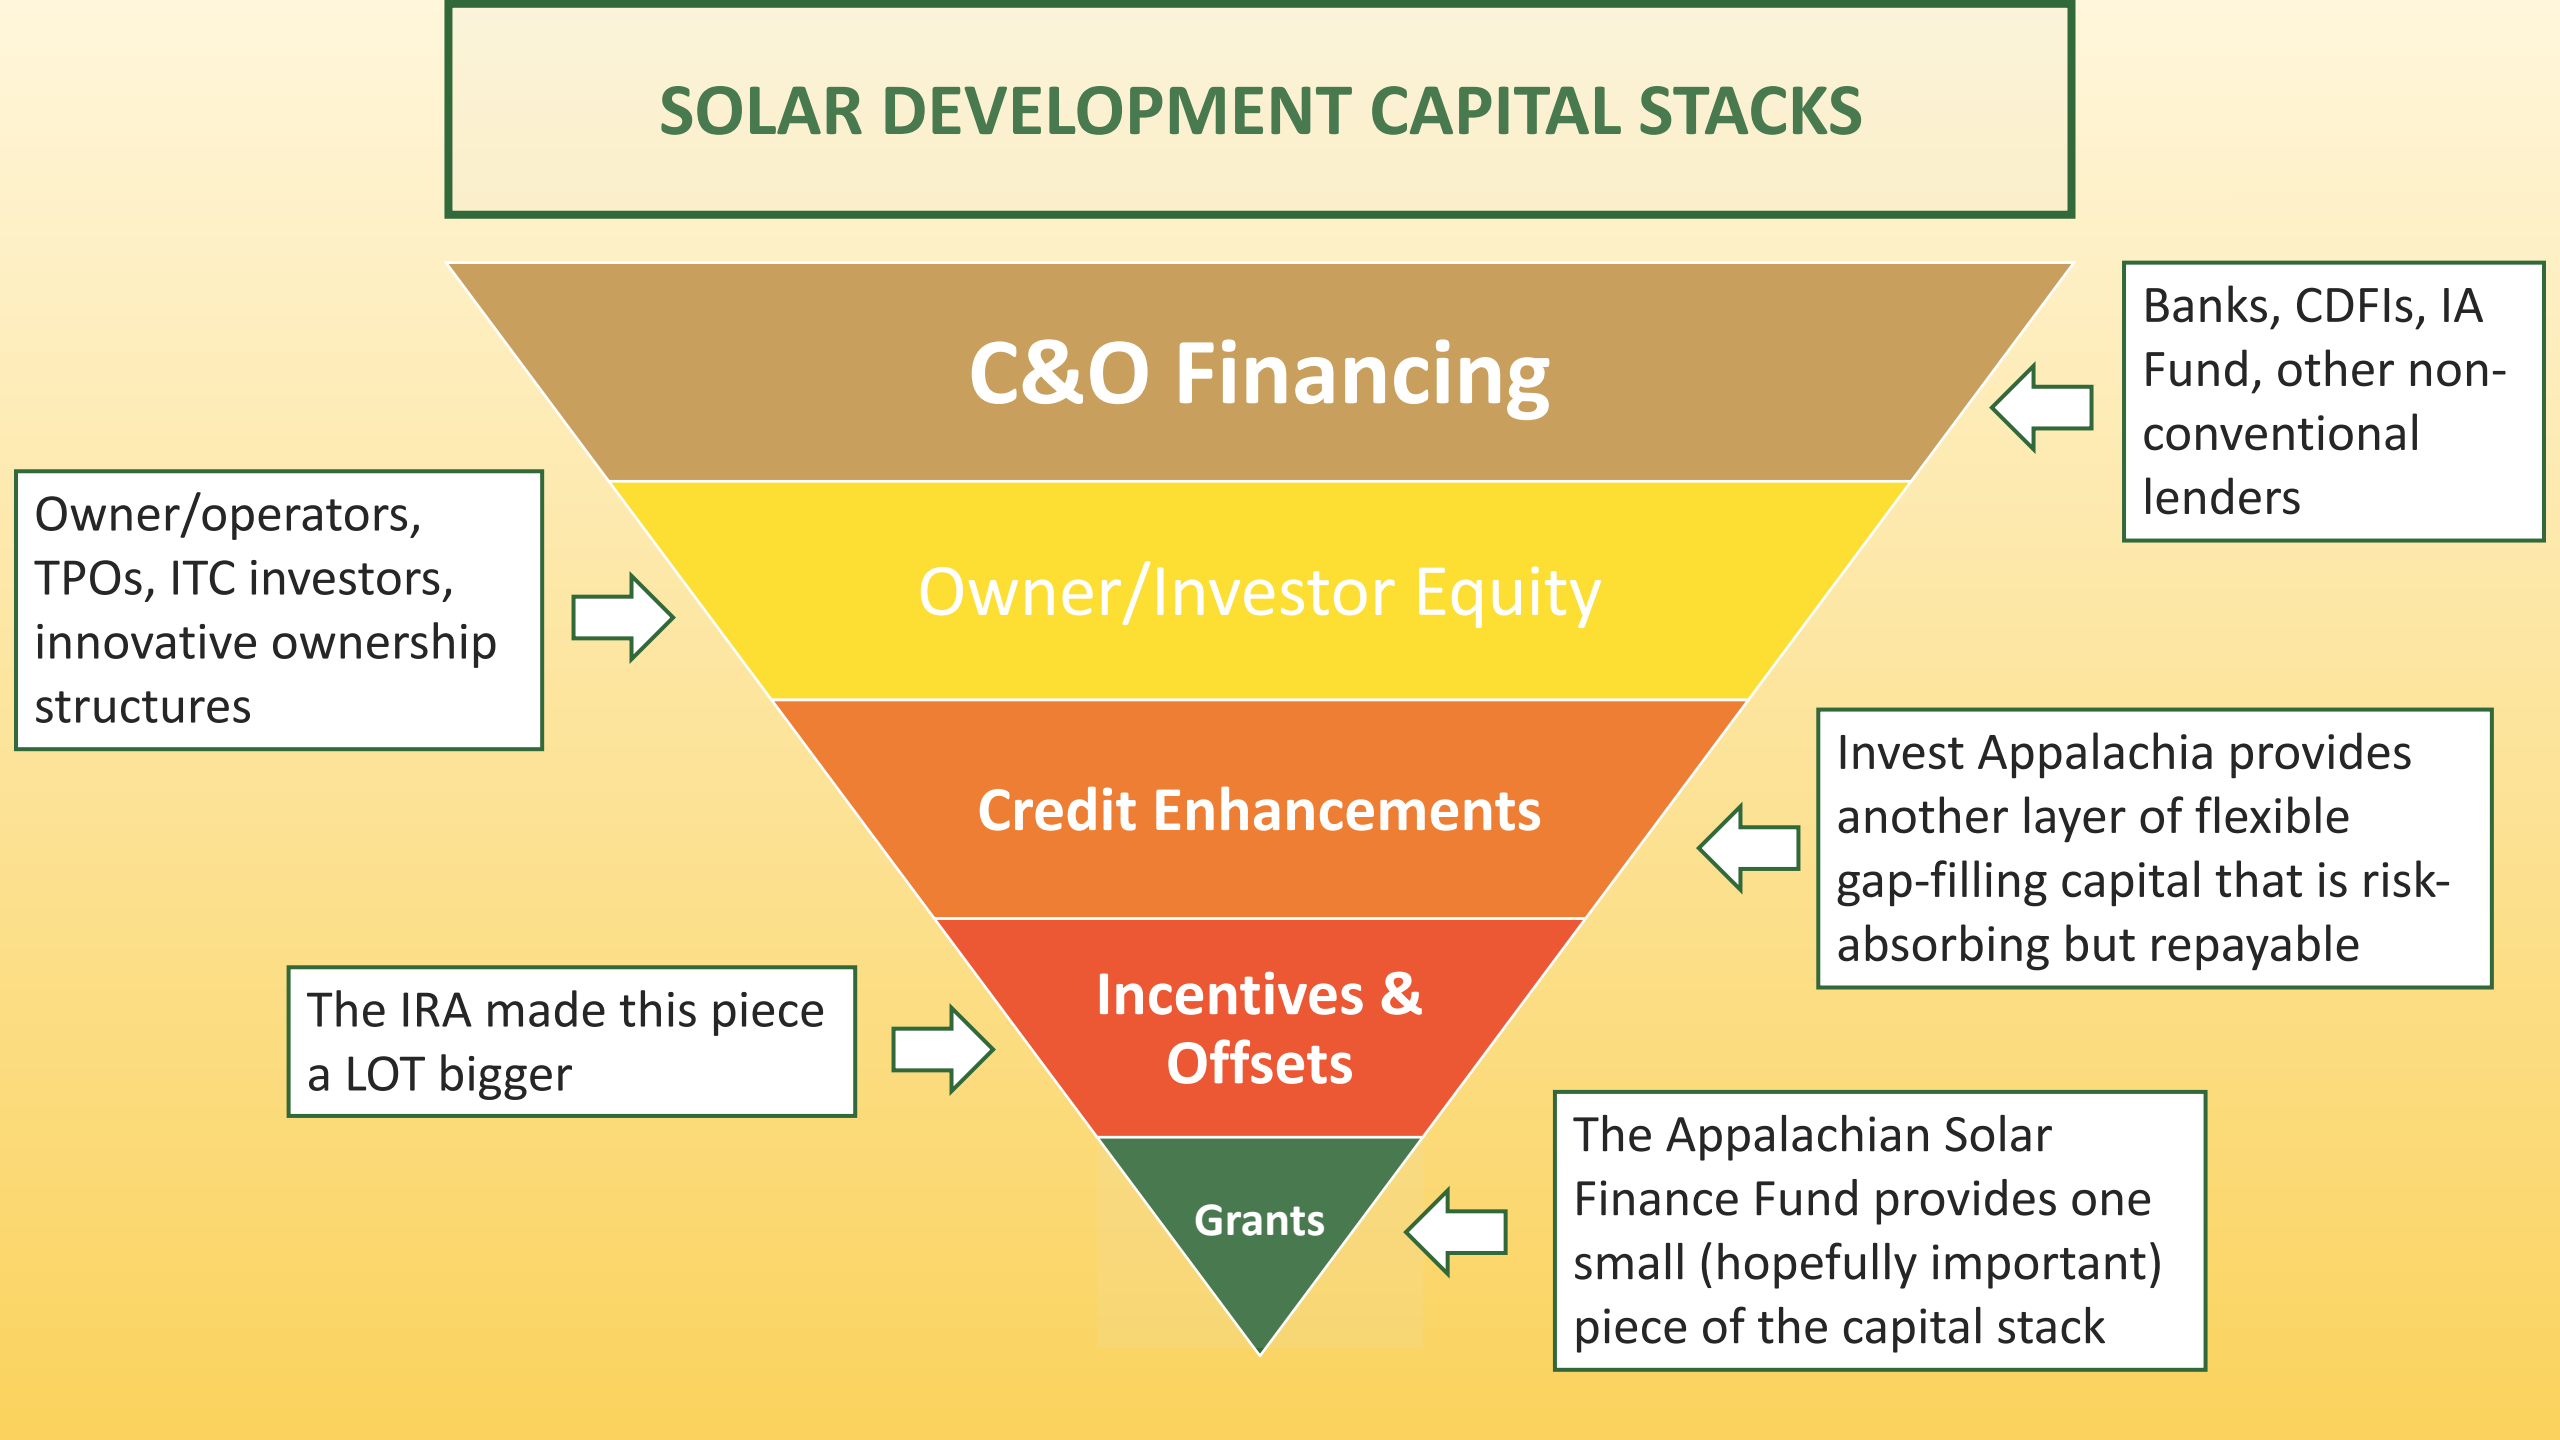 SOLAR DEVELOPMENT CAPITAL STACKS
C&O Financing
Banks, CDFIs, IA
Fund, other non-
conventional
lenders
Owner/operators,
TPOs, ITC investors,
innovative ownership
structures
Owner/Investor Equity
Credit Enhancements
Invest Appalachia provides
another layer of flexible
gap-filling capital that is risk-
absorbing but repayable
The IRA made this piece
a LOT bigger
Incentives &
Offsets
Grants
The Appalachian Solar
Finance Fund provides one
small (hopefully important)
piece of the capital stack